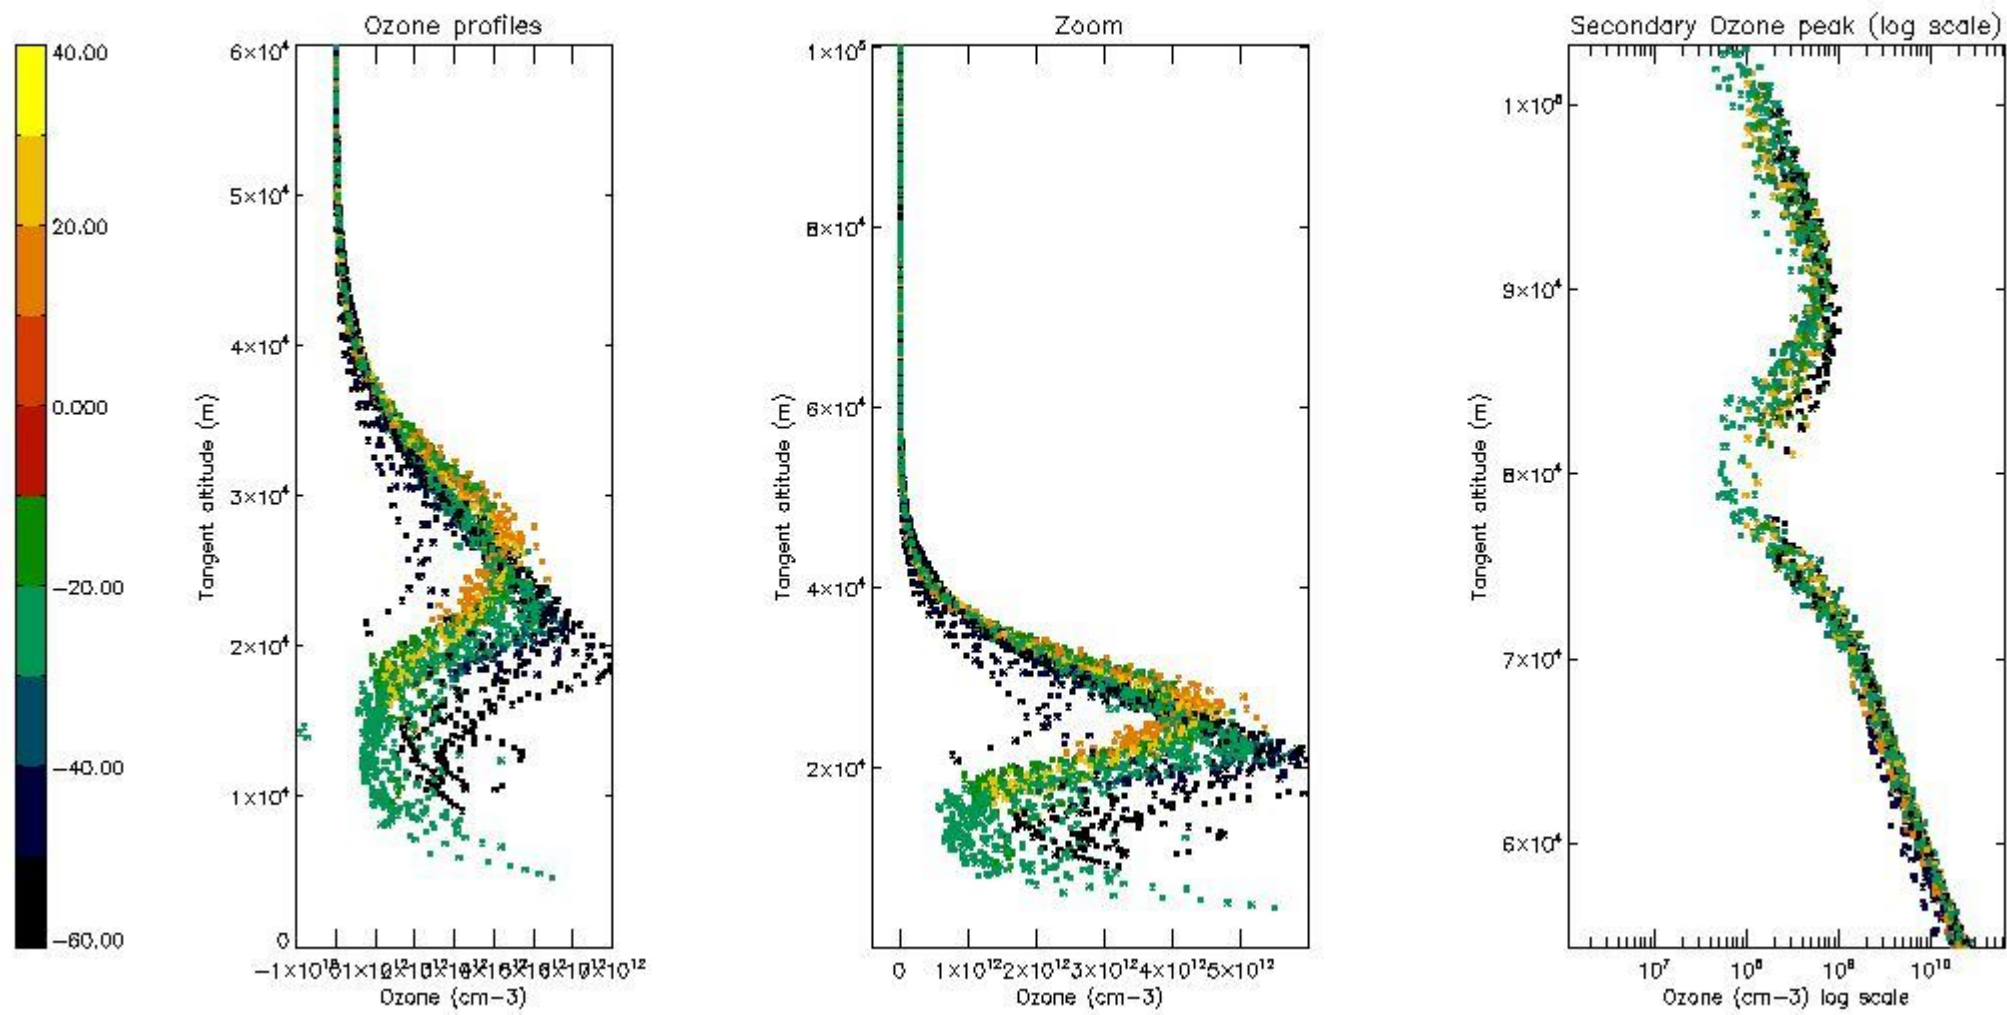 Ozone profiles
Zoom
Secondary Ozone peak (log scale)
40.00
20.00
0.000
−20.00
−40.00
−60.00
6×10⁴
5×10⁴
4×10⁴
3×10⁴
2×10⁴
1×10⁴
0
Tangent altitude (m)
Ozone (cm−3)
1×10⁵
8×10⁴
6×10⁴
4×10⁴
2×10⁴
Tangent altitude (m)
0 1×10¹² 2×10¹² 3×10¹² 4×10¹² 5×10¹²
Ozone (cm−3)
9×10⁴
8×10⁴
7×10⁴
6×10⁴
Tangent altitude (m)
10⁷ 10⁸ 10⁹ 10¹⁰
Ozone (cm−3) log scale